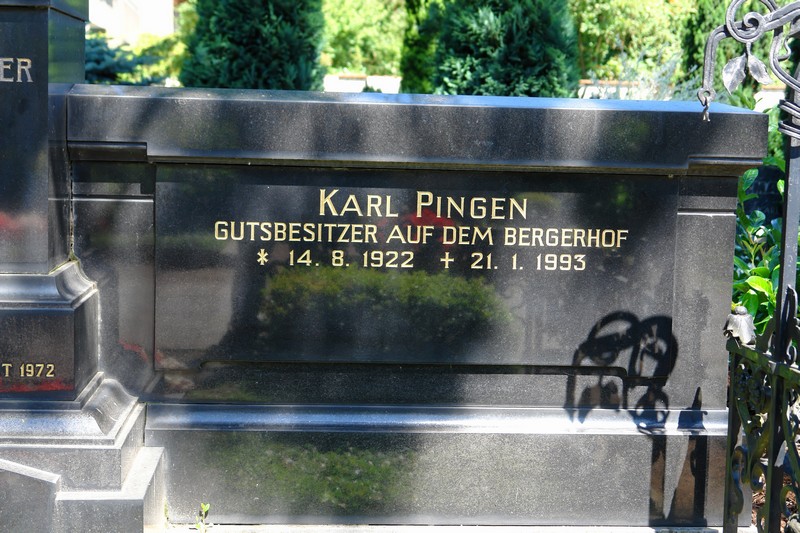 ER
KARL PINGEN
GUTSBESITZER AUF DEM BERGERHOF
* 14. 8. 1922 ✝ 21. 1. 1993
T 1972